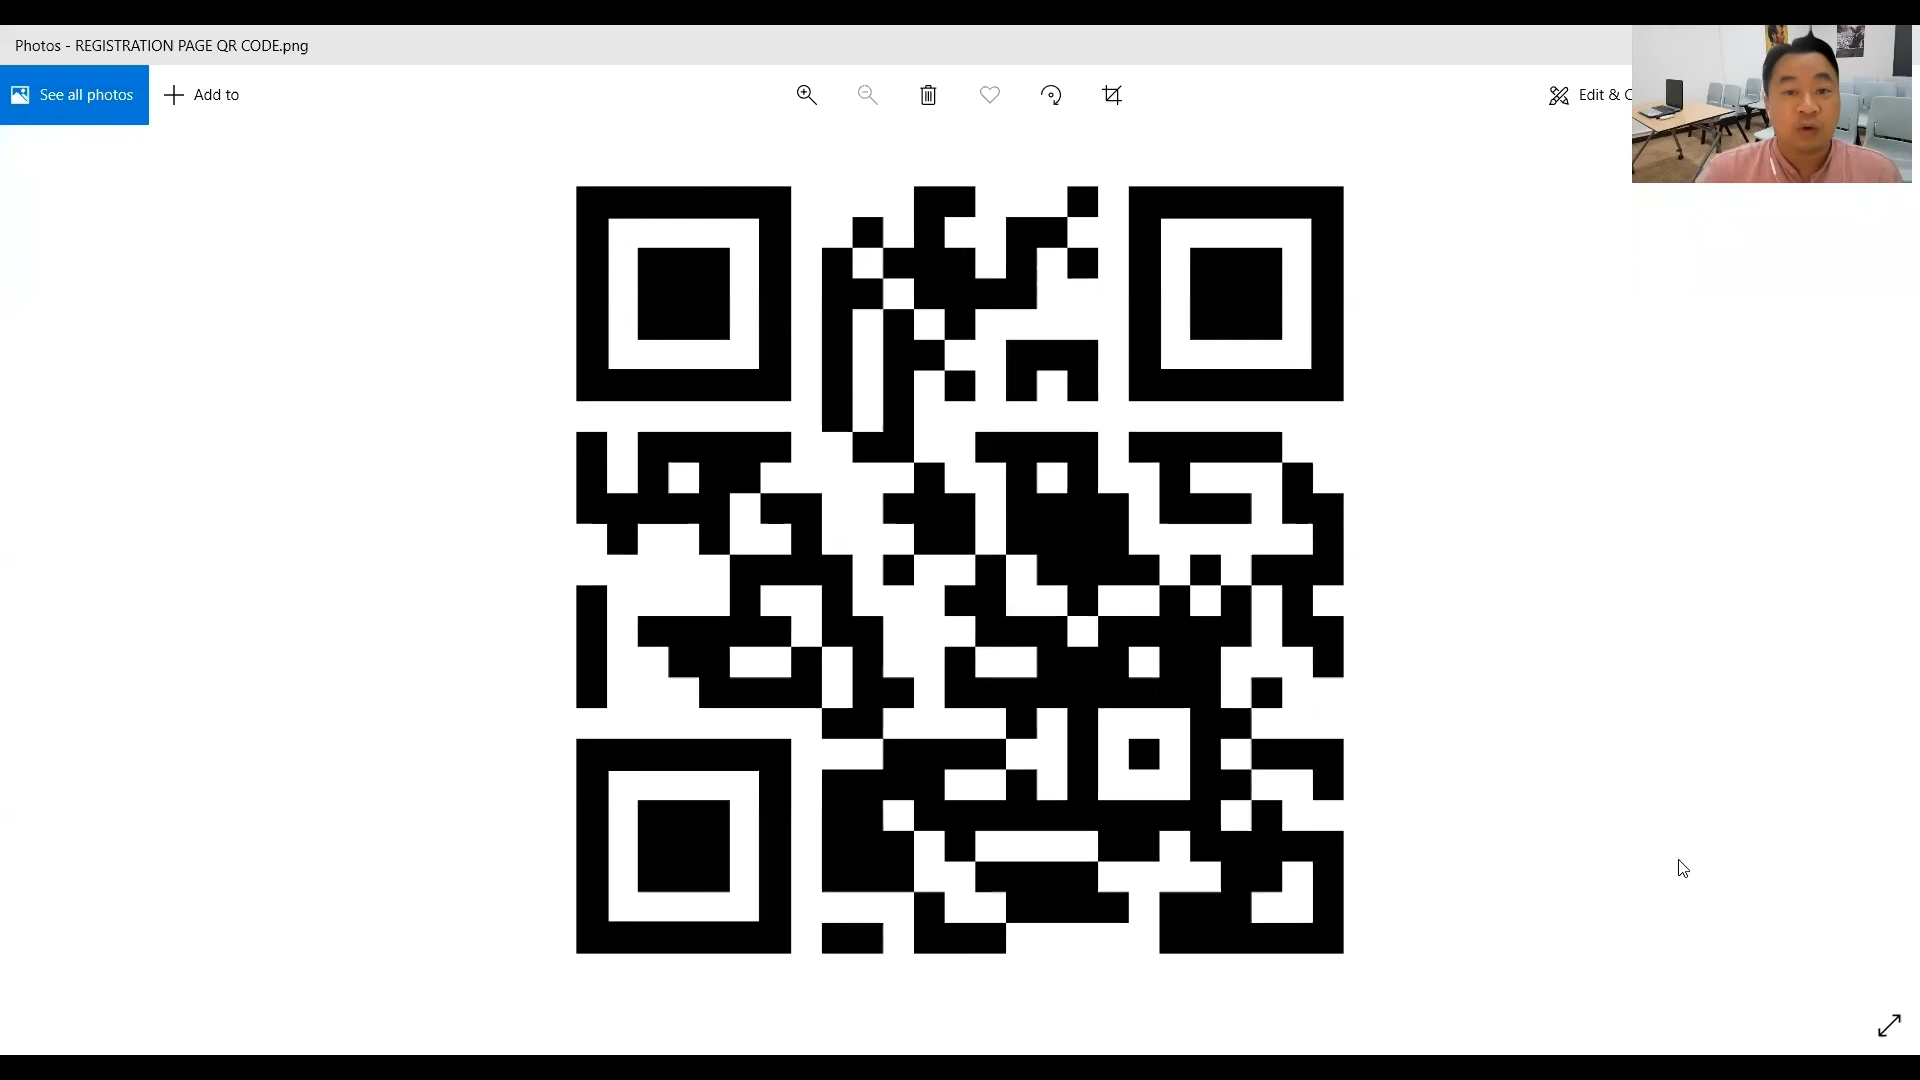 Photos - REGISTRATION PAGE QR CODE.png
See all photos
Add to
Edit & C